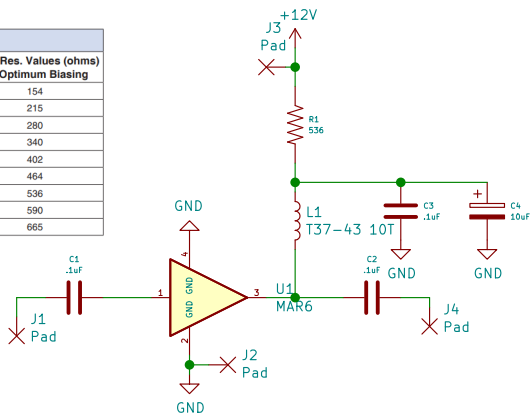 Res. Values (ohms)
Optimum Biasing
154
215
280
340
402
464
536
590
665
+12V
J3
Pad
R1
536
L1
T37-43 10T
C3
.1uF
C4
10uF
+
GND
GND
GND
C1
.1uF
4
GND GND
1
3
2
U1
MAR6
C2
.1uF
J1
Pad
J4
Pad
J2
Pad
GND